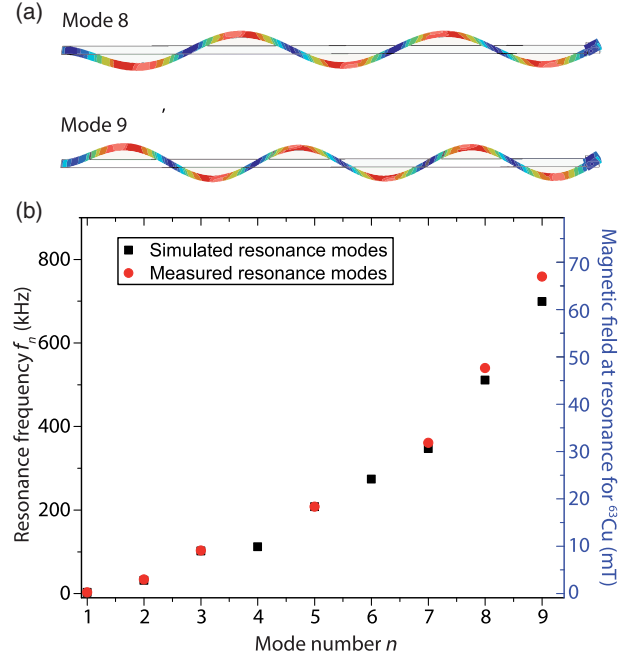 (a)
Mode 8
Mode 9
,
(b)
Simulated resonance modes
Measured resonance modes
Resonance frequency fₙ (kHz)
800
600
400
200
0
Magnetic field at resonance for ⁶³Cu (mT)
70
60
50
40
30
20
10
0
1 2 3 4 5 6 7 8 9
Mode number n